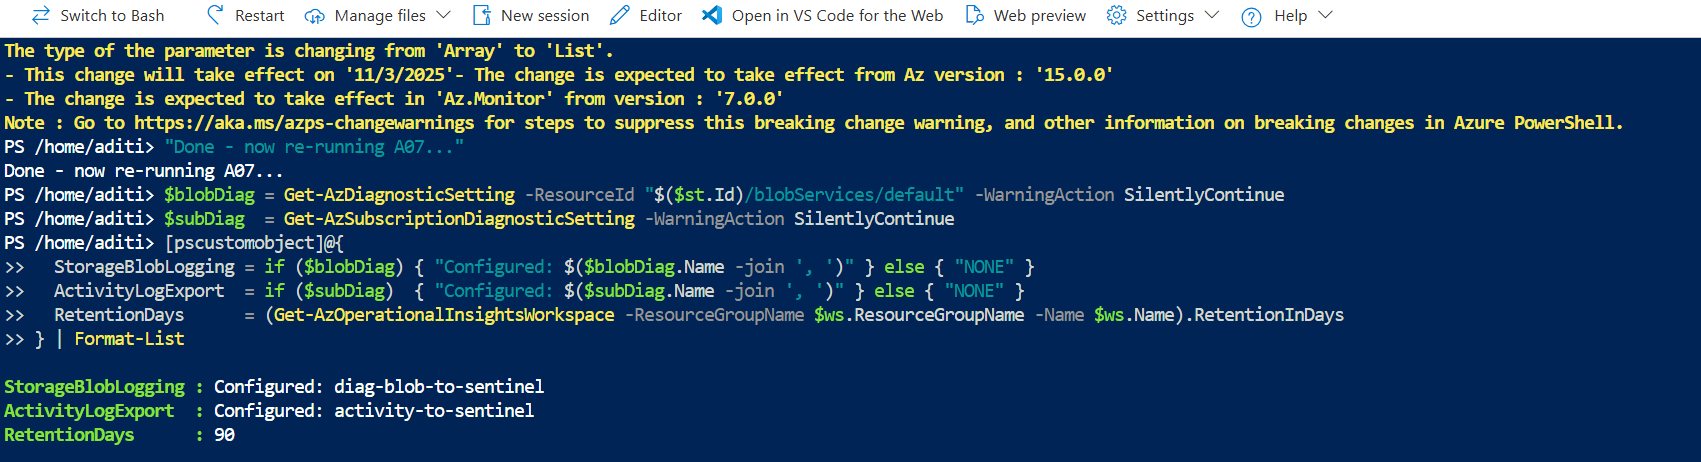 Switch to Bash Restart Manage files New session Editor Open in VS Code for the Web Web preview Settings Help
The type of the parameter is changing from 'Array' to 'List'.
- This change will take effect on '11/3/2025'- The change is expected to take effect from Az version : '15.0.0'
- The change is expected to take effect in 'Az.Monitor' from version : '7.0.0'
Note : Go to https://aka.ms/azps-changewarnings for steps to suppress this breaking change warning, and other information on breaking changes in Azure PowerShell.
PS /home/aditi> "Done - now re-running A07..."
Done - now re-running A07...
PS /home/aditi> $blobDiag = Get-AzDiagnosticSetting -ResourceId "$($st.Id)/blobServices/default" -WarningAction SilentlyContinue
PS /home/aditi> $subDiag  = Get-AzSubscriptionDiagnosticSetting -WarningAction SilentlyContinue
PS /home/aditi> [pscustomobject]@{
>>   StorageBlobLogging = if ($blobDiag) { "Configured: $($blobDiag.Name -join ', ')" } else { "NONE" }
>>   ActivityLogExport  = if ($subDiag)  { "Configured: $($subDiag.Name -join ', ')" } else { "NONE" }
>>   RetentionDays      = (Get-AzOperationalInsightsWorkspace -ResourceGroupName $ws.ResourceGroupName -Name $ws.Name).RetentionInDays
>> } | Format-List
StorageBlobLogging : Configured: diag-blob-to-sentinel
ActivityLogExport  : Configured: activity-to-sentinel
RetentionDays      : 90